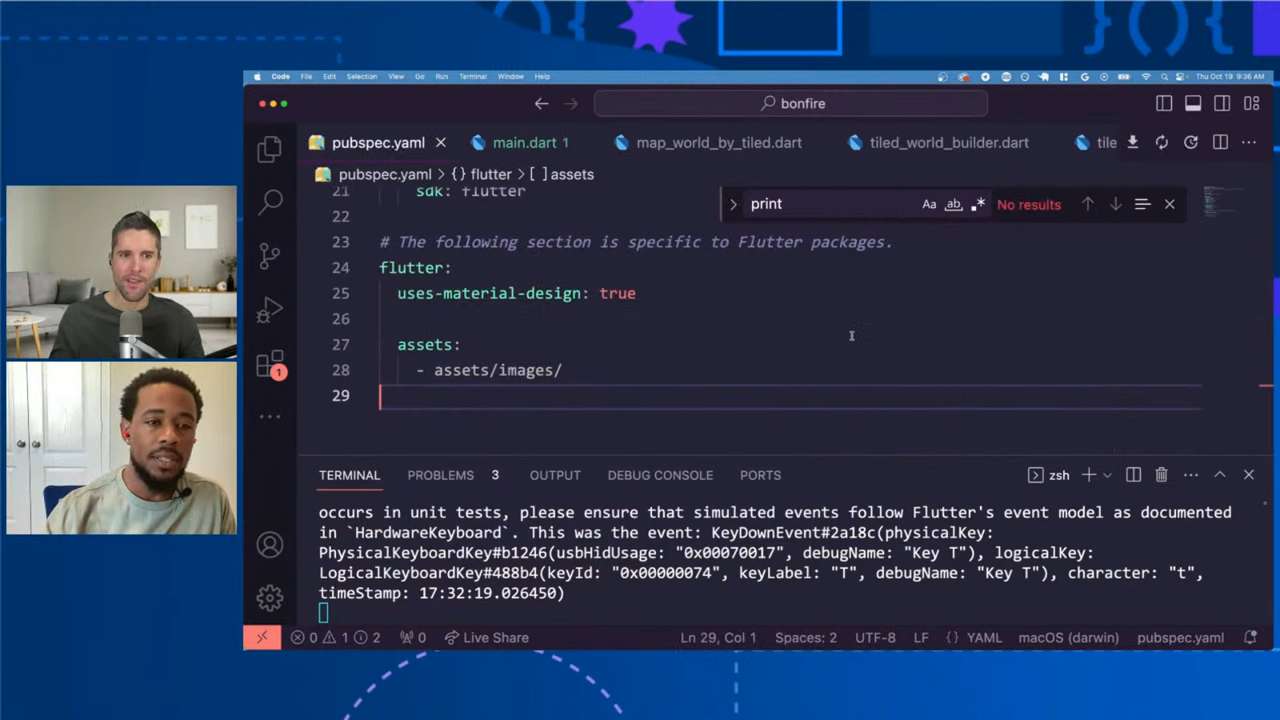 Code File Edit Selection View Go Run Terminal Window Help Thu Oct 19 9:36 AM
bonfire
pubspec.yaml main.dart 1 map_world_by_tiled.dart tiled_world_builder.dart tile
pubspec.yaml > {} flutter > [ ] assets
print Aa ab No results
21 sdk: flutter
22
23 # The following section is specific to Flutter packages.
24 flutter:
25 uses-material-design: true
26
27 assets:
28 - assets/images/
29
1
TERMINAL PROBLEMS 3 OUTPUT DEBUG CONSOLE PORTS zsh
occurs in unit tests, please ensure that simulated events follow Flutter's event model as documented
in `HardwareKeyboard`. This was the event: KeyDownEvent#2a18c(physicalKey:
PhysicalKeyboardKey#b1246(usbHidUsage: "0x00070017", debugName: "Key T"), logicalKey:
LogicalKeyboardKey#488b4(keyId: "0x00000074", keyLabel: "T", debugName: "Key T"), character: "t",
timeStamp: 17:32:19.026450)
0 1 2 0 Live Share Ln 29, Col 1 Spaces: 2 UTF-8 LF {} YAML macOS (darwin) pubspec.yaml